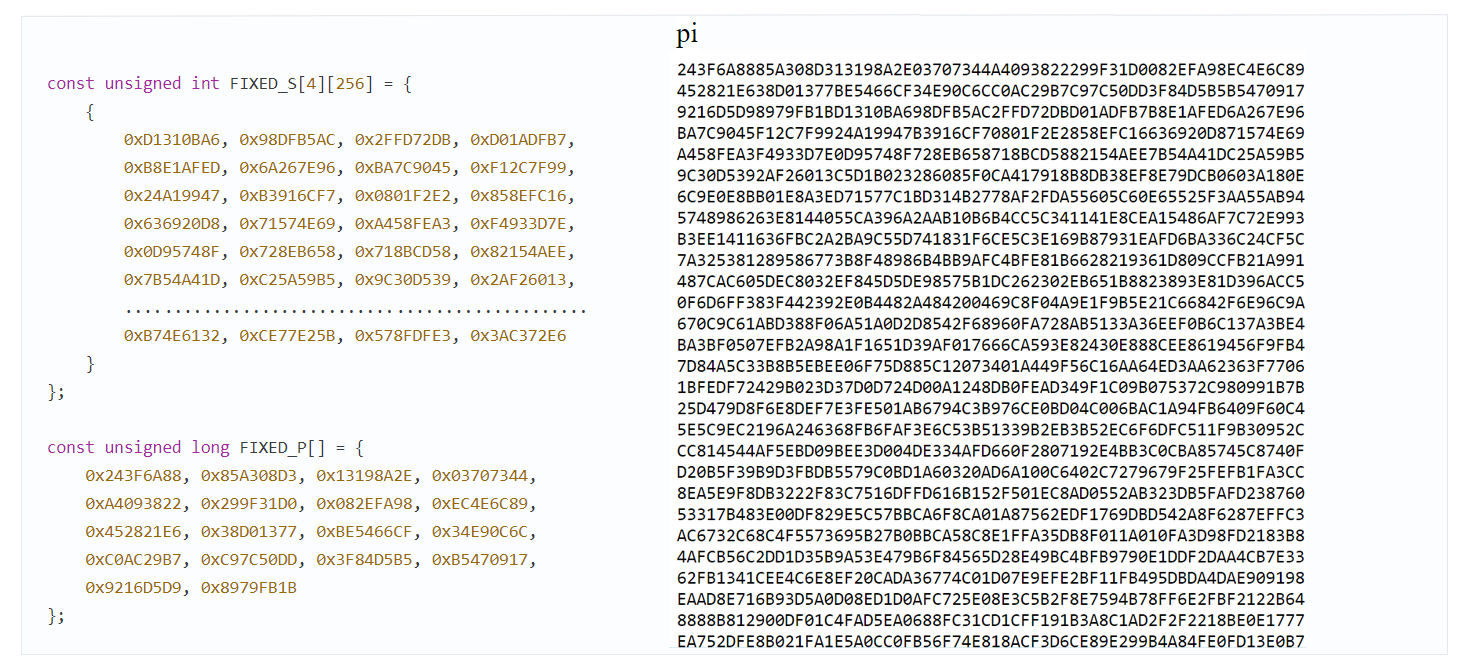 const unsigned int FIXED_S[4][256] = {
{
0xD1310BA6, 0x98DFB5AC, 0x2FFD72DB, 0xD01ADFB7,
0xB8E1AFED, 0x6A267E96, 0xBA7C9045, 0xF12C7F99,
0x24A19947, 0xB3916CF7, 0x0801F2E2, 0x858EFC16,
0x636920D8, 0x71574E69, 0xA458FEA3, 0xF4933D7E,
0x0D95748F, 0x728EB658, 0x718BCD58, 0x82154AEE,
0x7B54A41D, 0xC25A59B5, 0x9C30D539, 0x2AF26013,
................................................
0xB74E6132, 0xCE77E25B, 0x578FDFE3, 0x3AC372E6
}
};
const unsigned long FIXED_P[] = {
0x243F6A88, 0x85A308D3, 0x13198A2E, 0x03707344,
0xA4093822, 0x299F31D0, 0x082EFA98, 0xEC4E6C89,
0x452821E6, 0x38D01377, 0xBE5466CF, 0x34E90C6C,
0xC0AC29B7, 0xC97C50DD, 0x3F84D5B5, 0xB5470917,
0x9216D5D9, 0x8979FB1B
};
pi
243F6A8885A308D313198A2E03707344A4093822299F31D0082EFA98EC4E6C89
452821E638D01377BE5466CF34E90C6CC0AC29B7C97C50DD3F84D5B5B5470917
9216D5D98979FB1BD1310BA698DFB5AC2FFD72DBD01ADFB7B8E1AFED6A267E96
BA7C9045F12C7F9924A19947B3916CF70801F2E2858EFC16636920D871574E69
A458FEA3F4933D7E0D95748F728EB658718BCD5882154AEE7B54A41DC25A59B5
9C30D5392AF26013C5D1B023286085F0CA417918B8DB38EF8E79DCB0603A180E
6C9E0E8BB01E8A3ED71577C1BD314B2778AF2FDA55605C60E65525F3AA55AB94
5748986263E8144055CA396A2AAB10B6B4CC5C341141E8CEA15486AF7C72E993
B3EE1411636FBC2A2BA9C55D741831F6CE5C3E169B87931EAFD6BA336C24CF5C
7A325381289586773B8F48986B4BB9AFC4BFE81B6628219361D809CCFB21A991
487CAC605DEC8032EF845D5DE98575B1DC262302EB651B8823893E81D396ACC5
0F6D6FF383F442392E0B4482A484200469C8F04A9E1F9B5E21C66842F6E96C9A
670C9C61ABD388F06A51A0D2D8542F68960FA728AB5133A36EEF0B6C137A3BE4
BA3BF0507EFB2A98A1F1651D39AF017666CA593E82430E888CEE8619456F9FB4
7D84A5C33B8B5EBEE06F75D885C12073401A449F56C16AA64ED3AA62363F7706
1BFEDF72429B023D37D0D724D00A1248DB0FEAD349F1C09B075372C980991B7B
25D479D8F6E8DEF7E3FE501AB6794C3B976CE0BD04C006BAC1A94FB6409F60C4
5E5C9EC2196A246368FB6FAF3E6C53B51339B2EB3B52EC6F6DFC511F9B30952C
CC814544AF5EBD09BEE3D004DE334AFD660F2807192E4BB3C0CBA85745C8740F
D20B5F39B9D3FBDB5579C0BD1A60320AD6A100C6402C7279679F25FEFB1FA3CC
8EA5E9F8DB3222F83C7516DFFD616B152F501EC8AD0552AB323DB5FAFD238760
53317B483E00DF829E5C57BBCA6F8CA01A87562EDF1769DBD542A8F6287EFFC3
AC6732C68C4F5573695B27B0BBCA58C8E1FFA35DB8F011A010FA3D98FD2183B8
4AFCB56C2DD1D35B9A53E479B6F84565D28E49BC4BFB9790E1DDF2DAA4CB7E33
62FB1341CEE4C6E8EF20CADA36774C01D07E9EFE2BF11FB495DBDA4DAE909198
EAAD8E716B93D5A0D08ED1D0AFC725E08E3C5B2F8E7594B78FF6E2FBF2122B64
8888B812900DF01C4FAD5EA0688FC31CD1CFF191B3A8C1AD2F2F2218BE0E1777
EA752DFE8B021FA1E5A0CC0FB56F74E818ACF3D6CE89E299B4A84FE0FD13E0B7